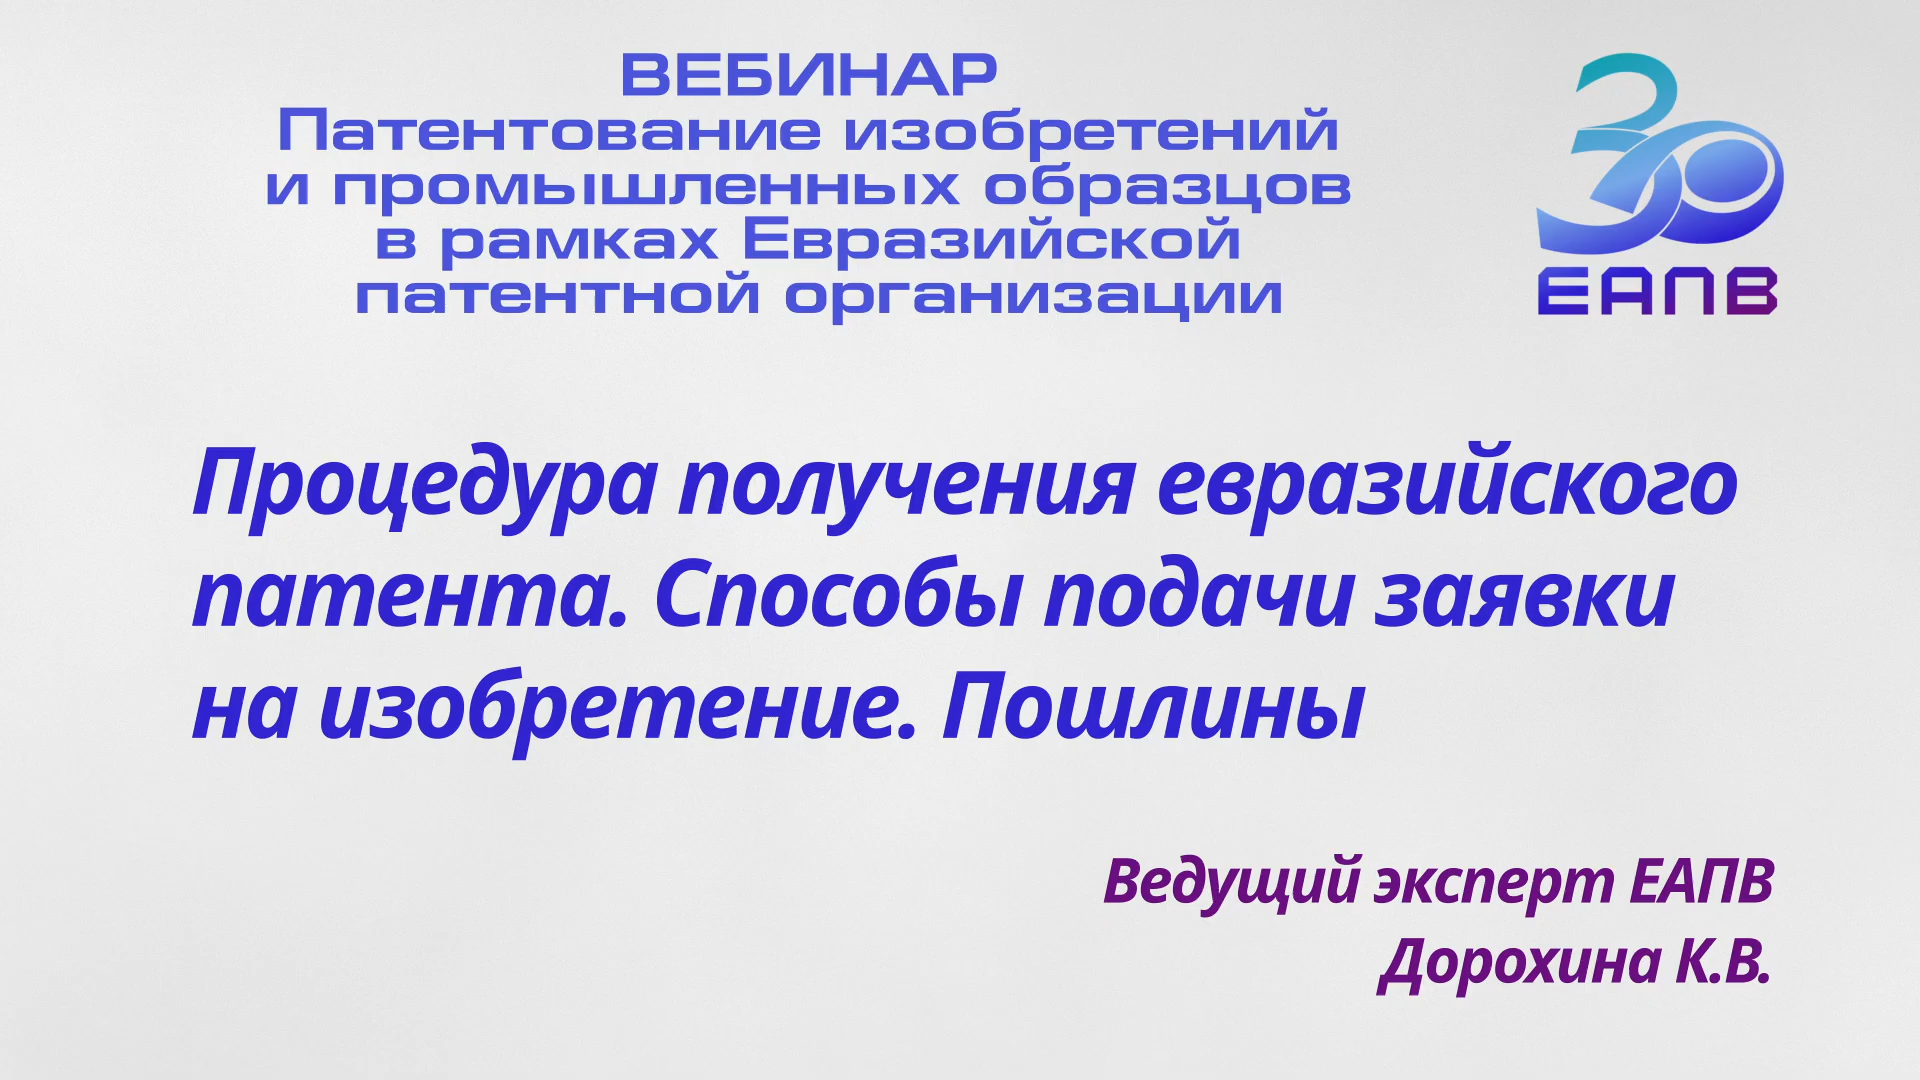 ВЕБИНАР
Патентование изобретений
и промышленных образцов
в рамках Евразийской
патентной организации
30
ЕАПВ
Процедура получения евразийского
патента. Способы подачи заявки
на изобретение. Пошлины
Ведущий эксперт ЕАПВ
Дорохина К.В.